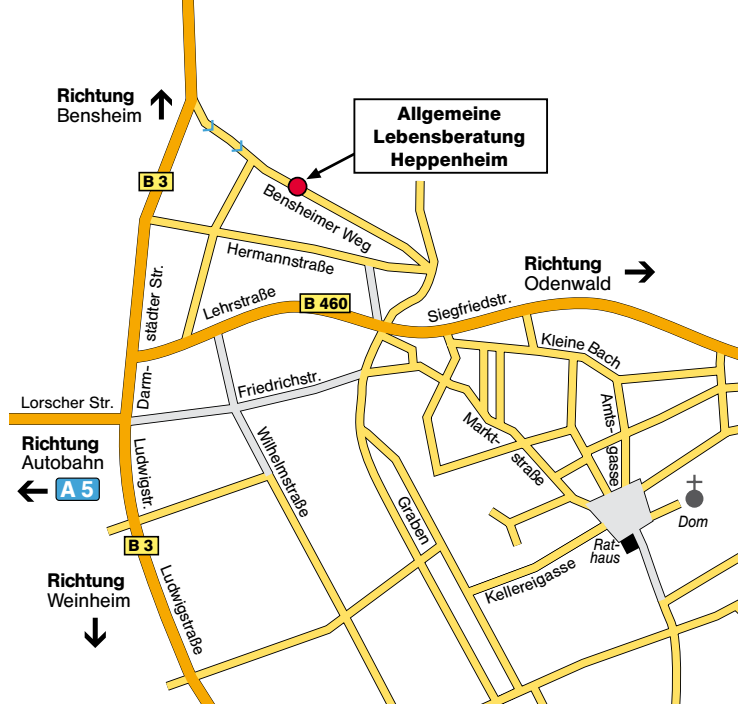 Richtung
Bensheim
Allgemeine
Lebensberatung
Heppenheim
B 3
Bensheimer Weg
Hermannstraße
Richtung
Odenwald
Darm-
städter Str.
Lehrstraße
B 460
Siegfriedstr.
Kleine Bach
Friedrichstr.
Lorscher Str.
Amts-
gasse
Markt-
straße
Richtung
Autobahn
A 5
Ludwigstr.
Wilhelmstraße
Graben
Dom
Rat-
haus
B 3
Kellereigasse
Richtung
Weinheim
Ludwigstraße